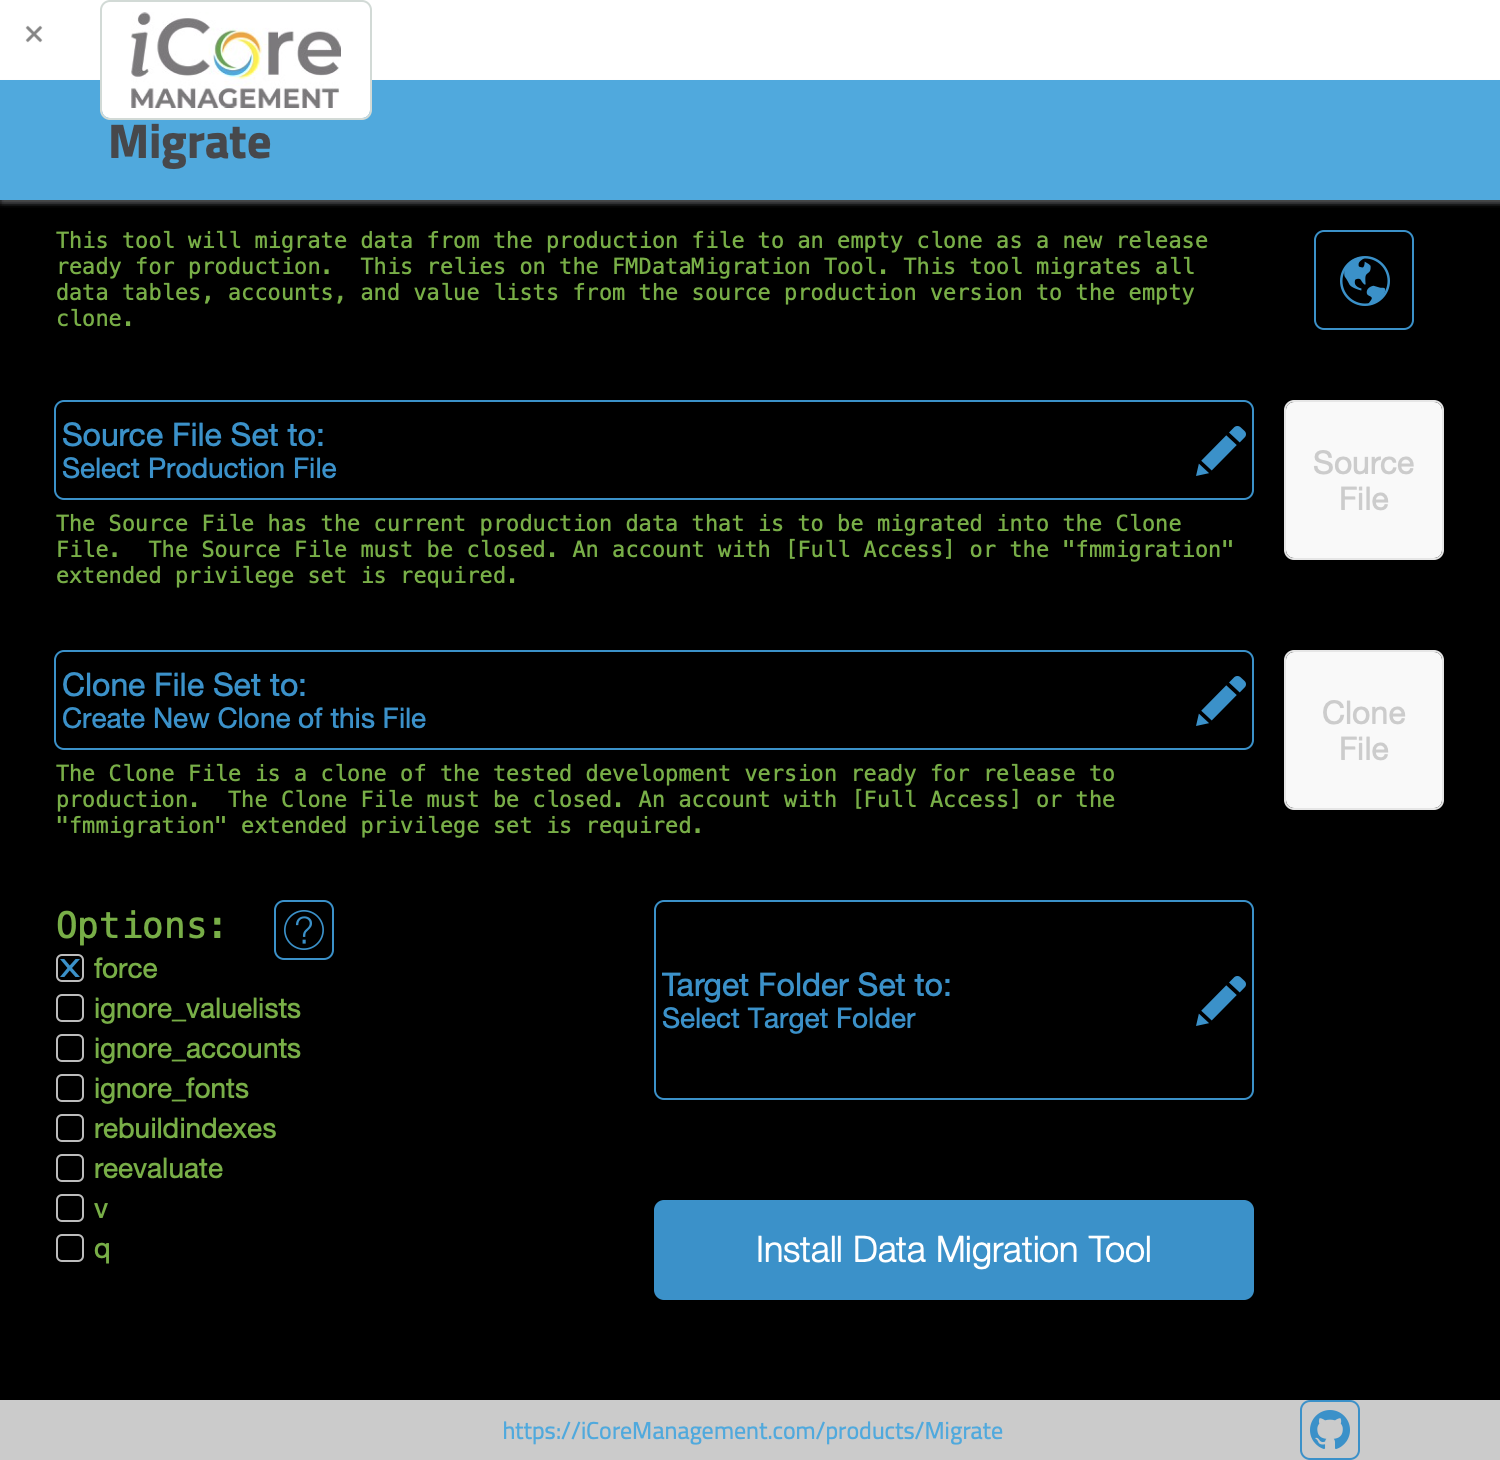 iCore
MANAGEMENT
Migrate
This tool will migrate data from the production file to an empty clone as a new release
ready for production.  This relies on the FMDataMigration Tool. This tool migrates all
data tables, accounts, and value lists from the source production version to the empty
clone.
Source File Set to:
Select Production File
Source
File
The Source File has the current production data that is to be migrated into the Clone
File.  The Source File must be closed. An account with [Full Access] or the "fmmigration"
extended privilege set is required.
Clone File Set to:
Create New Clone of this File
Clone
File
The Clone File is a clone of the tested development version ready for release to
production.  The Clone File must be closed. An account with [Full Access] or the
"fmmigration" extended privilege set is required.
Options:
?
force
ignore_valuelists
ignore_accounts
ignore_fonts
rebuildindexes
reevaluate
v
q
Target Folder Set to:
Select Target Folder
Install Data Migration Tool
https://iCoreManagement.com/products/Migrate